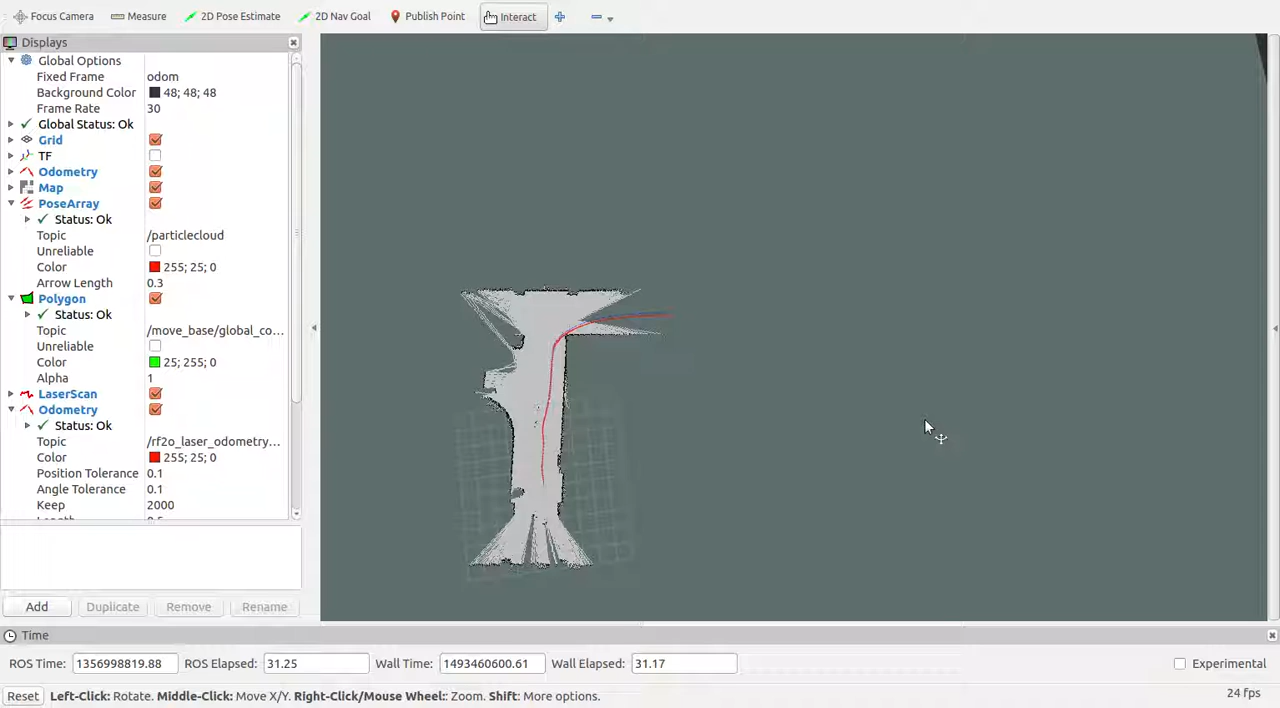 Focus Camera Measure 2D Pose Estimate 2D Nav Goal Publish Point Interact
Displays
Global Options
Fixed Frame odom
Background Color 48; 48; 48
Frame Rate 30
Global Status: Ok
Grid
TF
Odometry
Map
PoseArray
Status: Ok
Topic /particlecloud
Unreliable
Color 255; 25; 0
Arrow Length 0.3
Polygon
Status: Ok
Topic /move_base/global_co...
Unreliable
Color 25; 255; 0
Alpha 1
LaserScan
Odometry
Status: Ok
Topic /rf2o_laser_odometry...
Color 255; 25; 0
Position Tolerance 0.1
Angle Tolerance 0.1
Keep 2000
Add Duplicate Remove Rename
Time
ROS Time: 1356998819.88 ROS Elapsed: 31.25 Wall Time: 1493460600.61 Wall Elapsed: 31.17 Experimental
Reset Left-Click: Rotate. Middle-Click: Move X/Y. Right-Click/Mouse Wheel:: Zoom. Shift: More options. 24 fps